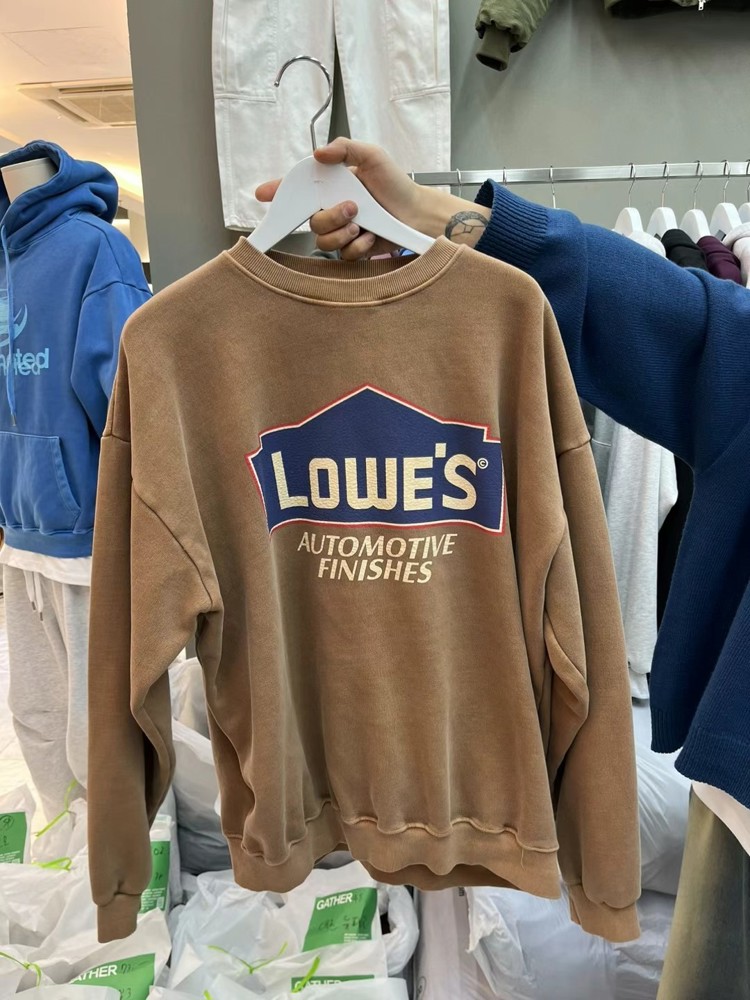 LOWE'S©
AUTOMOTIVE
FINISHES
GATHER
GATHER